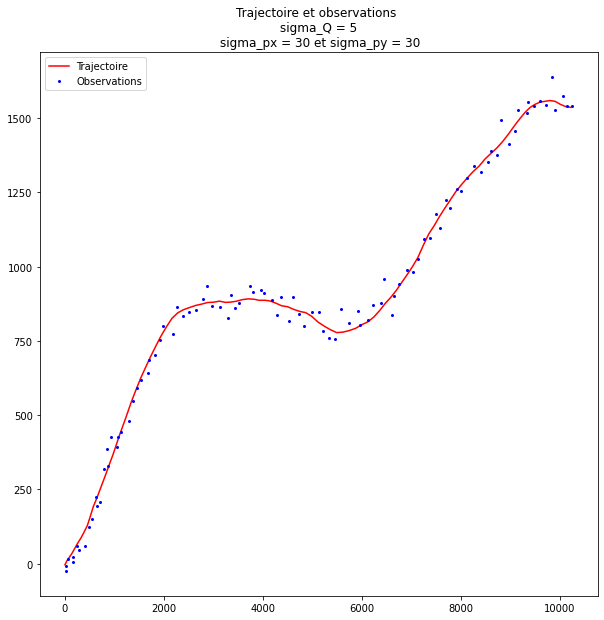 Trajectoire et observations
sigma_Q = 5
sigma_px = 30 et sigma_py = 30
Trajectoire
Observations
1500
1250
1000
750
500
250
0
0 2000 4000 6000 8000 10000